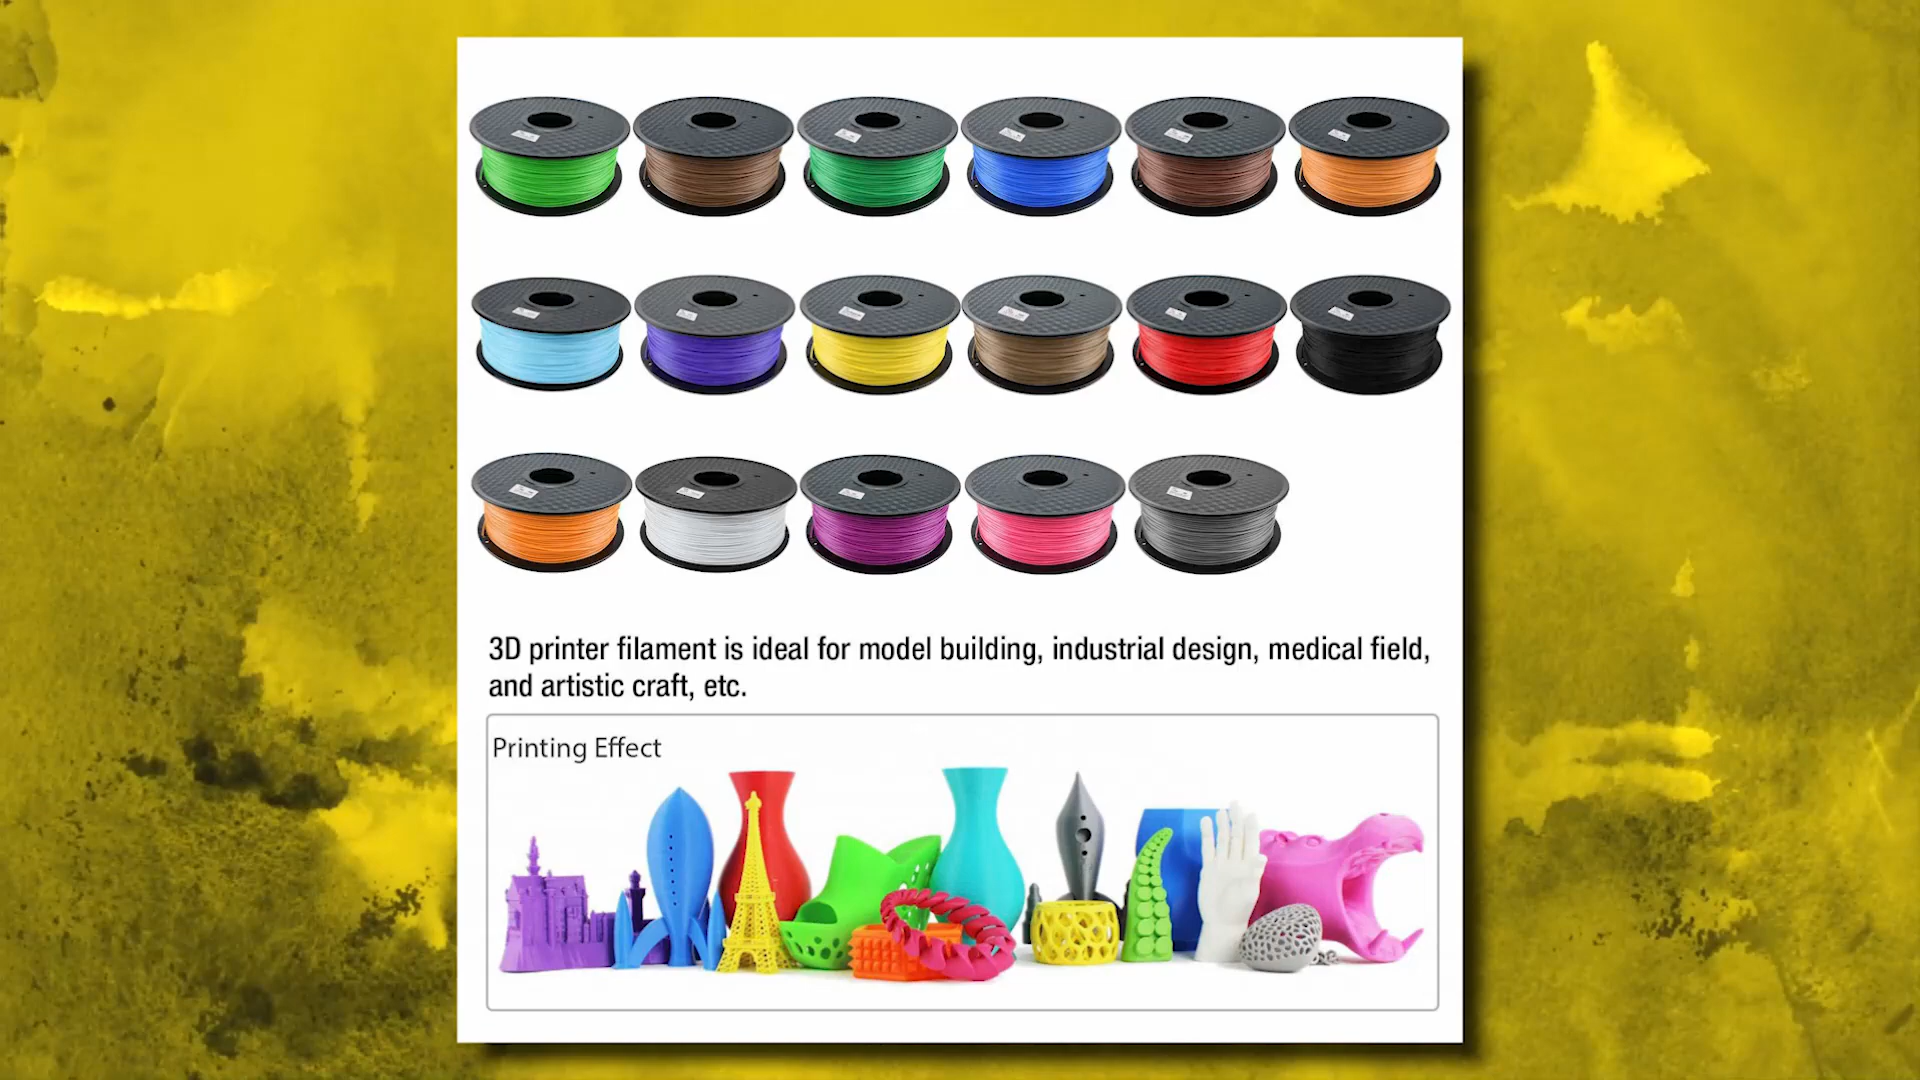 3D printer filament is ideal for model building, industrial design, medical field,
and artistic craft, etc.
Printing Effect